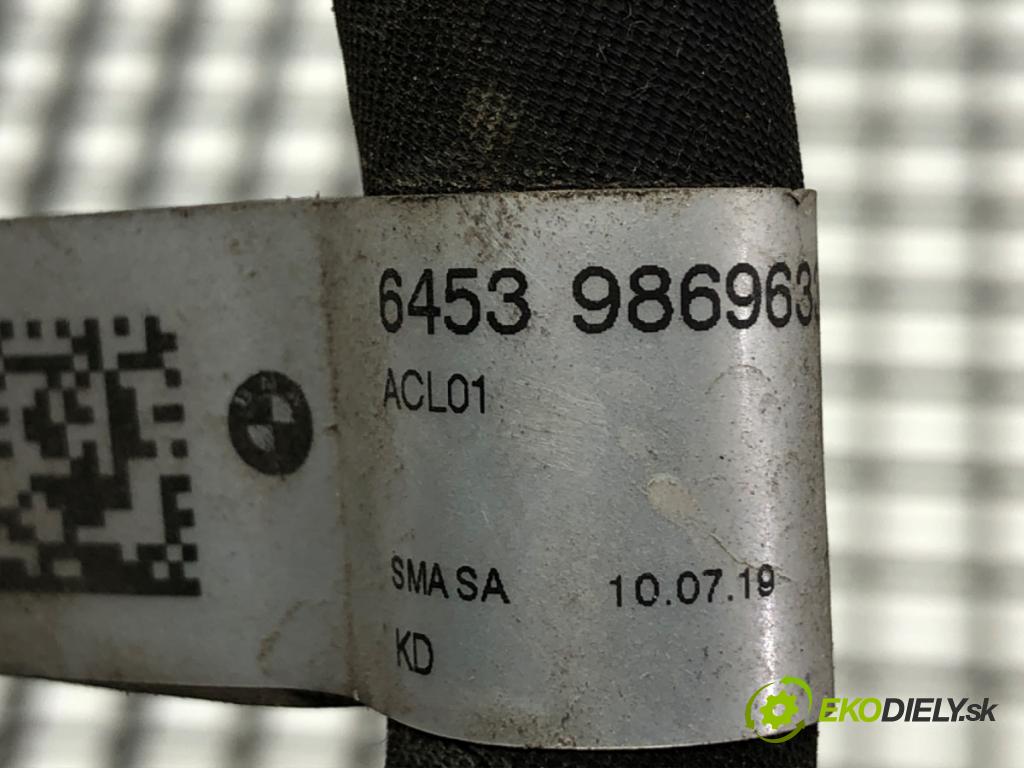 6453 986963
ACL01
SMA SA 10.07.19
KD
EKODIELY.sk